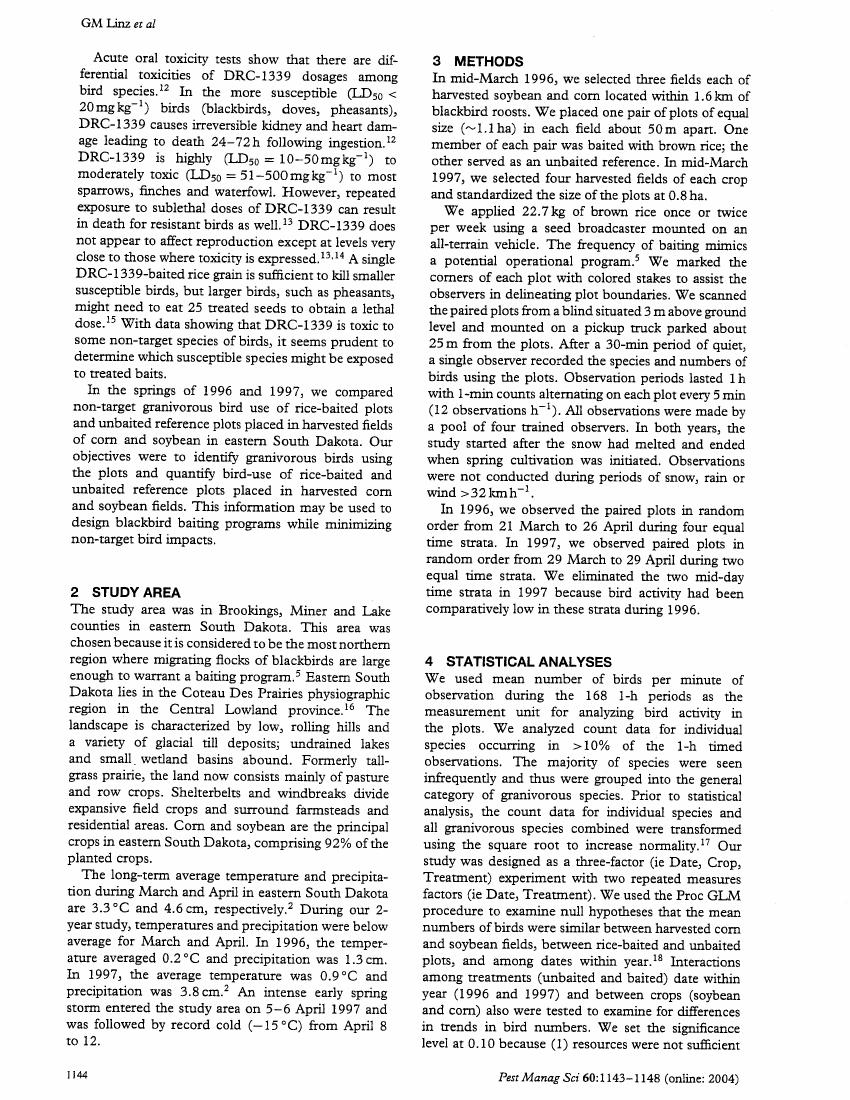 GM Linz et al
Acute oral toxicity tests show that there are dif-
ferential toxicities of DRC-1339 dosages among
bird species.12 In the more susceptible (LD50 <
20 mg kg−1) birds (blackbirds, doves, pheasants),
DRC-1339 causes irreversible kidney and heart dam-
age leading to death 24–72 h following ingestion.12
DRC-1339 is highly (LD50 = 10–50 mg kg−1) to
moderately toxic (LD50 = 51–500 mg kg−1) to most
sparrows, finches and waterfowl. However, repeated
exposure to sublethal doses of DRC-1339 can result
in death for resistant birds as well.13 DRC-1339 does
not appear to affect reproduction except at levels very
close to those where toxicity is expressed.13,14 A single
DRC-1339-baited rice grain is sufficient to kill smaller
susceptible birds, but larger birds, such as pheasants,
might need to eat 25 treated seeds to obtain a lethal
dose.15 With data showing that DRC-1339 is toxic to
some non-target species of birds, it seems prudent to
determine which susceptible species might be exposed
to treated baits.
In the springs of 1996 and 1997, we compared
non-target granivorous bird use of rice-baited plots
and unbaited reference plots placed in harvested fields
of corn and soybean in eastern South Dakota. Our
objectives were to identify granivorous birds using
the plots and quantify bird-use of rice-baited and
unbaited reference plots placed in harvested corn
and soybean fields. This information may be used to
design blackbird baiting programs while minimizing
non-target bird impacts.
2 STUDY AREA
The study area was in Brookings, Miner and Lake
counties in eastern South Dakota. This area was
chosen because it is considered to be the most northern
region where migrating flocks of blackbirds are large
enough to warrant a baiting program.5 Eastern South
Dakota lies in the Coteau Des Prairies physiographic
region in the Central Lowland province.16 The
landscape is characterized by low, rolling hills and
a variety of glacial till deposits; undrained lakes
and small wetland basins abound. Formerly tall-
grass prairie, the land now consists mainly of pasture
and row crops. Shelterbelts and windbreaks divide
expansive field crops and surround farmsteads and
residential areas. Corn and soybean are the principal
crops in eastern South Dakota, comprising 92% of the
planted crops.
The long-term average temperature and precipita-
tion during March and April in eastern South Dakota
are 3.3 °C and 4.6 cm, respectively.2 During our 2-
year study, temperatures and precipitation were below
average for March and April. In 1996, the temper-
ature averaged 0.2 °C and precipitation was 1.3 cm.
In 1997, the average temperature was 0.9 °C and
precipitation was 3.8 cm.2 An intense early spring
storm entered the study area on 5–6 April 1997 and
was followed by record cold (−15 °C) from April 8
to 12.
3 METHODS
In mid-March 1996, we selected three fields each of
harvested soybean and corn located within 1.6 km of
blackbird roosts. We placed one pair of plots of equal
size (~1.1 ha) in each field about 50 m apart. One
member of each pair was baited with brown rice; the
other served as an unbaited reference. In mid-March
1997, we selected four harvested fields of each crop
and standardized the size of the plots at 0.8 ha.
We applied 22.7 kg of brown rice once or twice
per week using a seed broadcaster mounted on an
all-terrain vehicle. The frequency of baiting mimics
a potential operational program.5 We marked the
corners of each plot with colored stakes to assist the
observers in delineating plot boundaries. We scanned
the paired plots from a blind situated 3 m above ground
level and mounted on a pickup truck parked about
25 m from the plots. After a 30-min period of quiet,
a single observer recorded the species and numbers of
birds using the plots. Observation periods lasted 1 h
with 1-min counts alternating on each plot every 5 min
(12 observations h−1). All observations were made by
a pool of four trained observers. In both years, the
study started after the snow had melted and ended
when spring cultivation was initiated. Observations
were not conducted during periods of snow, rain or
wind >32 km h−1.
In 1996, we observed the paired plots in random
order from 21 March to 26 April during four equal
time strata. In 1997, we observed paired plots in
random order from 29 March to 29 April during two
equal time strata. We eliminated the two mid-day
time strata in 1997 because bird activity had been
comparatively low in these strata during 1996.
4 STATISTICAL ANALYSES
We used mean number of birds per minute of
observation during the 168 1-h periods as the
measurement unit for analyzing bird activity in
the plots. We analyzed count data for individual
species occurring in >10% of the 1-h timed
observations. The majority of species were seen
infrequently and thus were grouped into the general
category of granivorous species. Prior to statistical
analysis, the count data for individual species and
all granivorous species combined were transformed
using the square root to increase normality.17 Our
study was designed as a three-factor (ie Date, Crop,
Treatment) experiment with two repeated measures
factors (ie Date, Treatment). We used the Proc GLM
procedure to examine null hypotheses that the mean
numbers of birds were similar between harvested corn
and soybean fields, between rice-baited and unbaited
plots, and among dates within year.18 Interactions
among treatments (unbaited and baited) date within
year (1996 and 1997) and between crops (soybean
and corn) also were tested to examine for differences
in trends in bird numbers. We set the significance
level at 0.10 because (1) resources were not sufficient
1144
Pest Manag Sci 60:1143–1148 (online: 2004)